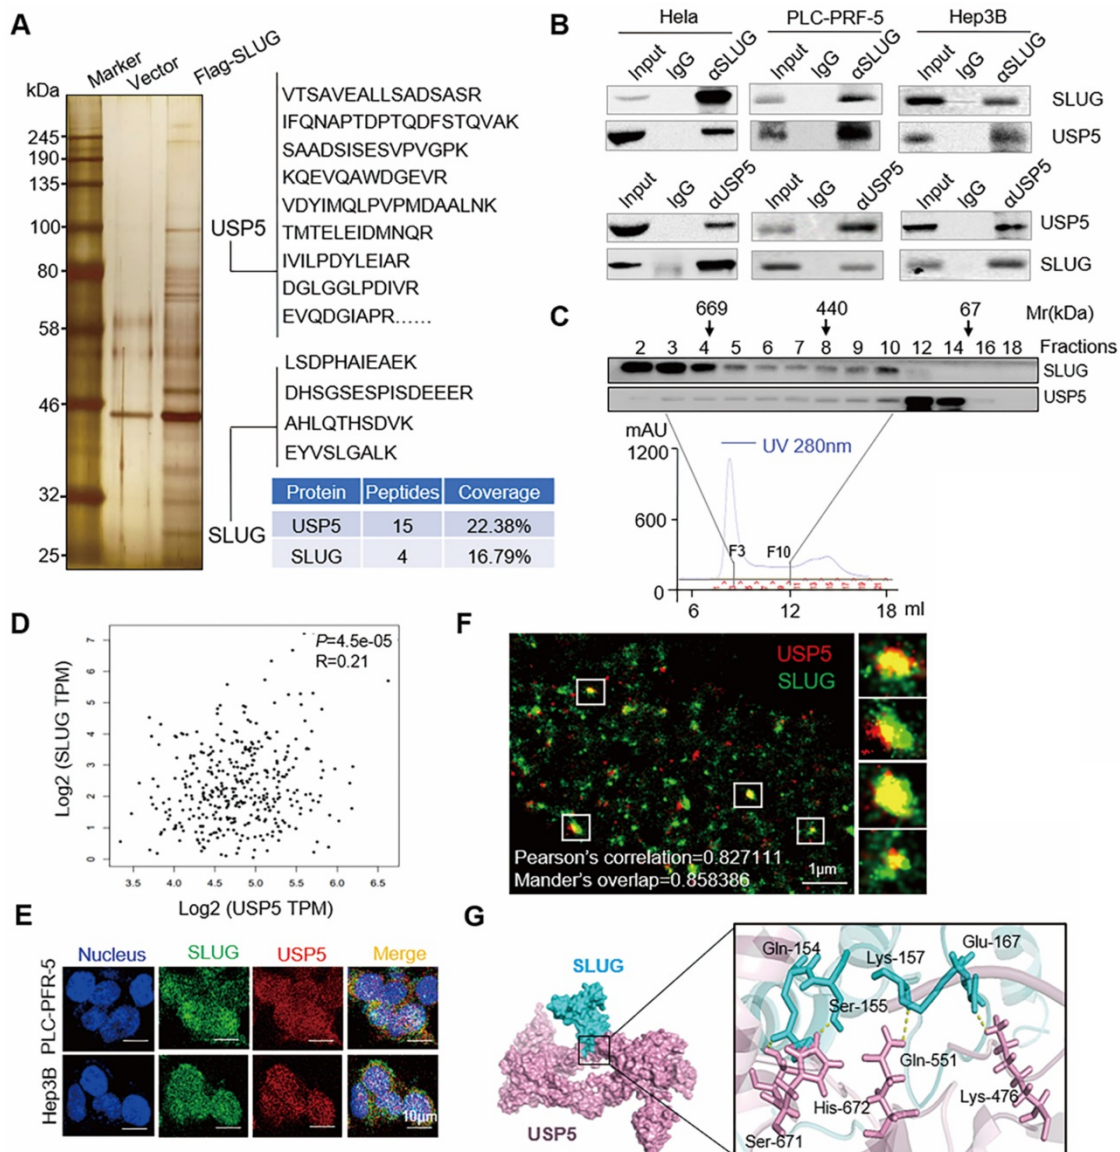 A
Marker
Vector
Flag-SLUG
kDa
245
190
135
100
80
58
46
32
25
USP5
VTSAVEALLSADSASR
IFQNAPTDPTQDFSTQVAK
SAADSISESVPVGPK
KQEVQAWDGEVR
VDYIMQLPVPMDAALNK
TMTELEIDMNQR
IVILPDYLEIAR
DGLGGLPDIVR
EVQDGIAPR......
SLUG
LSDPHAIEAEK
DHSGSESPISDEEER
AHLQTHSDVK
EYVSLGALK
Protein Peptides Coverage
USP5 15 22.38%
SLUG 4 16.79%
B
Hela PLC-PRF-5 Hep3B
Input IgG αSLUG Input IgG αSLUG Input IgG αSLUG
SLUG
USP5
Input IgG αUSP5 Input IgG αUSP5 Input IgG αUSP5
USP5
SLUG
C
669 440 67 Mr(kDa)
2 3 4 5 6 7 8 9 10 12 14 16 18 Fractions
SLUG
USP5
mAU
1200
600
0
UV 280nm
F3 F10
6 12 18 ml
D
P=4.5e-05
R=0.21
Log2 (SLUG TPM)
7
6
5
4
3
2
1
0
3.5 4.0 4.5 5.0 5.5 6.0 6.5
Log2 (USP5 TPM)
E
Nucleus SLUG USP5 Merge
PLC-PFR-5
Hep3B
10μm
F
USP5
SLUG
Pearson's correlation=0.827111
Mander's overlap=0.858386
1μm
G
SLUG
USP5
Gln-154
Lys-157
Glu-167
Ser-155
Gln-551
His-672
Lys-476
Ser-671